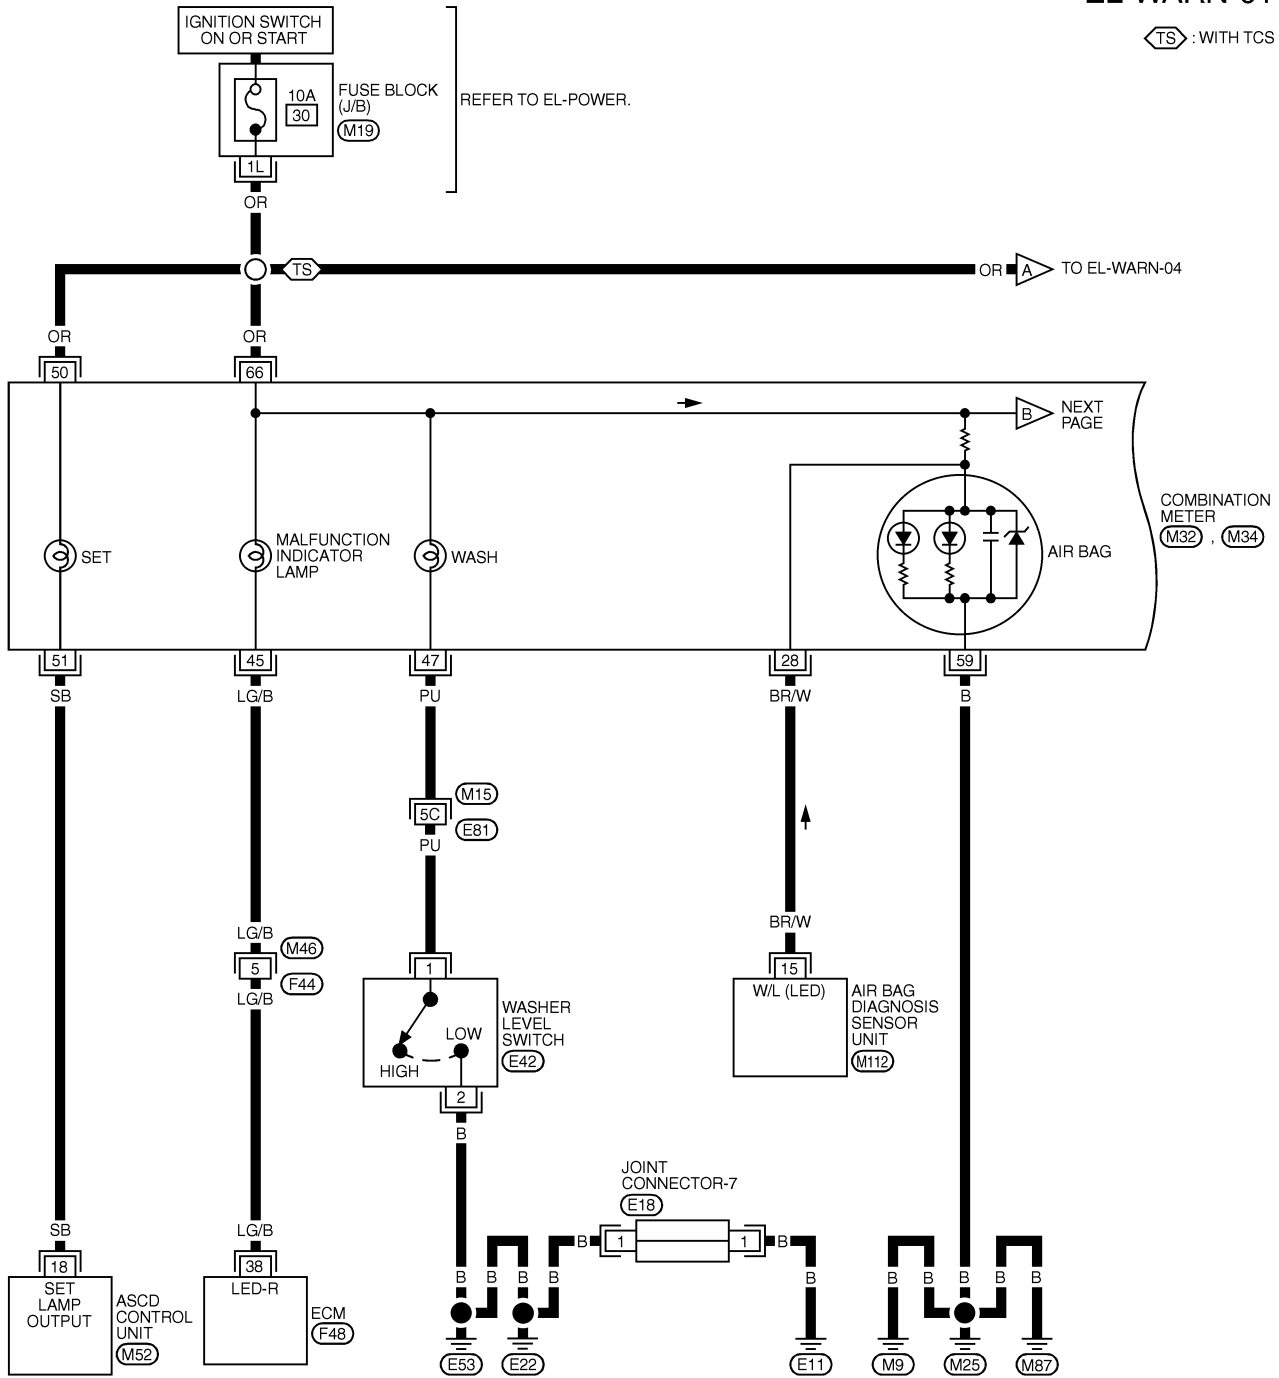 IGNITION SWITCH
ON OR START
TS : WITH TCS
10A
30
FUSE BLOCK
(J/B)
M19
REFER TO EL-POWER.
1L
OR
TS
OR
A
TO EL-WARN-04
OR
OR
50
66
B
NEXT
PAGE
SET
MALFUNCTION
INDICATOR
LAMP
WASH
AIR BAG
COMBINATION
METER
M32 , M34
51
45
47
28
59
SB
LG/B
PU
BR/W
B
M15
5C
E81
PU
LG/B
M46
5
F44
LG/B
BR/W
1
LOW
HIGH
WASHER
LEVEL
SWITCH
E42
2
B
15
W/L (LED)
AIR BAG
DIAGNOSIS
SENSOR
UNIT
M112
JOINT
CONNECTOR-7
E18
B
1
1
B
SB
LG/B
18
SET
LAMP
OUTPUT
ASCD
CONTROL
UNIT
M52
38
LED-R
ECM
F48
B
B
B
B
B
B
B
B
B
B
E53
E22
E11
M9
M25
M87